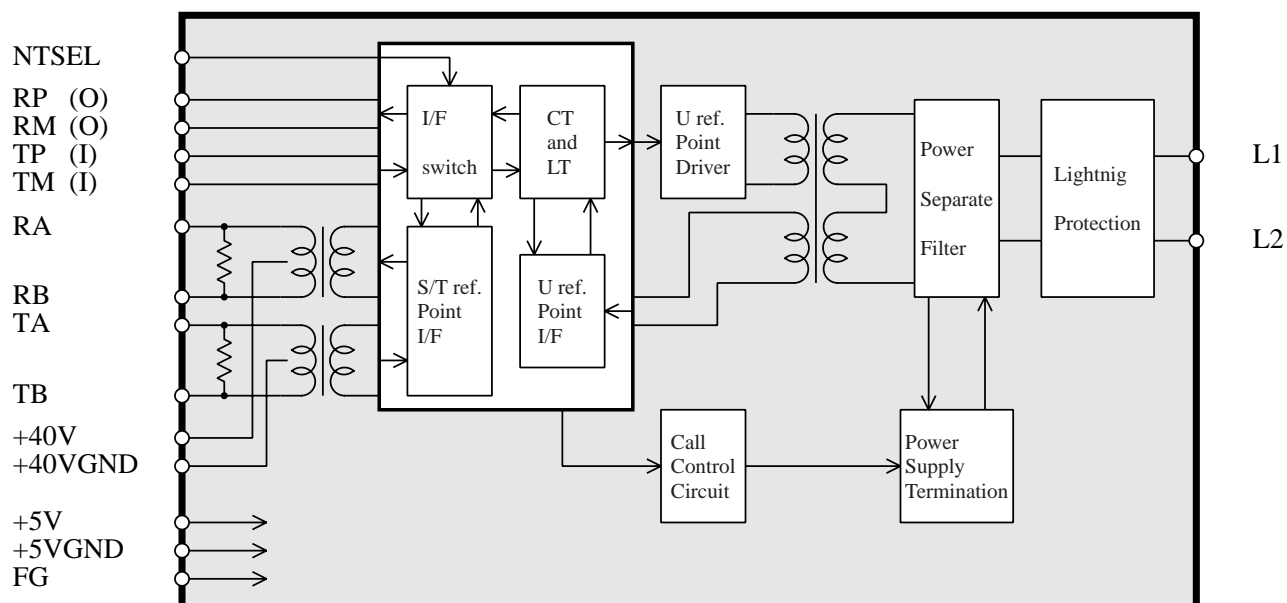 NTSEL
RP (O)
RM (O)
TP (I)
TM (I)
RA
RB
TA
TB
+40V
+40VGND
+5V
+5VGND
FG
I/F
switch
CT
and
LT
S/T ref.
Point
I/F
U ref.
Point
I/F
U ref.
Point
Driver
Power
Separate
Filter
Lightnig
Protection
Call
Control
Circuit
Power
Supply
Termination
L1
L2